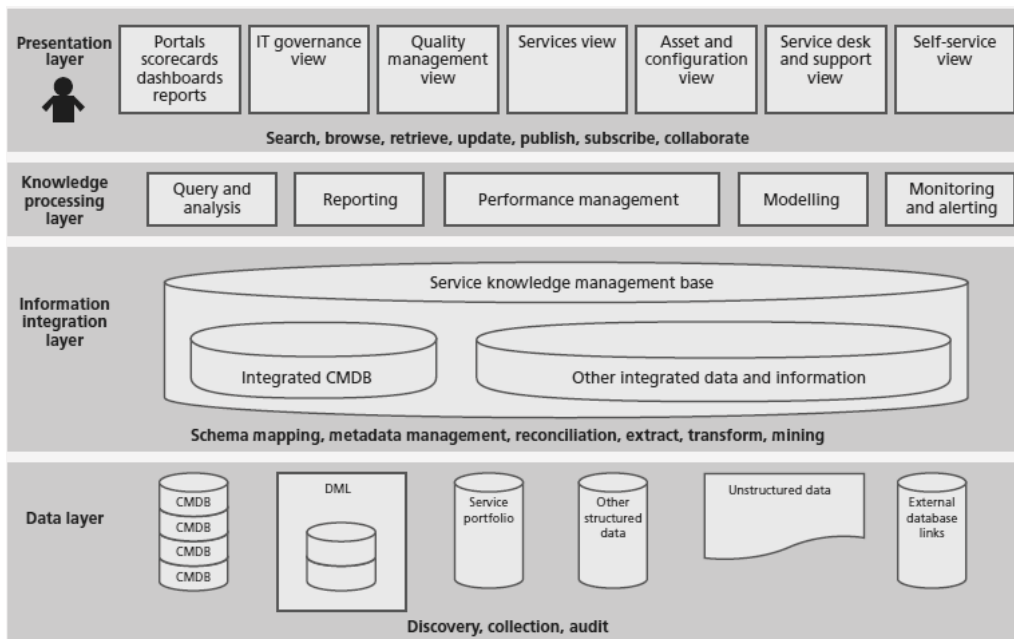 Presentation
layer
Portals
scorecards
dashboards
reports
IT governance
view
Quality
management
view
Services view
Asset and
configuration
view
Service desk
and support
view
Self-service
view
Search, browse, retrieve, update, publish, subscribe, collaborate
Knowledge
processing
layer
Query and
analysis
Reporting
Performance management
Modelling
Monitoring
and alerting
Information
integration
layer
Service knowledge management base
Integrated CMDB
Other integrated data and information
Schema mapping, metadata management, reconciliation, extract, transform, mining
Data layer
CMDB
CMDB
CMDB
CMDB
DML
Service
portfolio
Other
structured
data
Unstructured data
External
database
links
Discovery, collection, audit